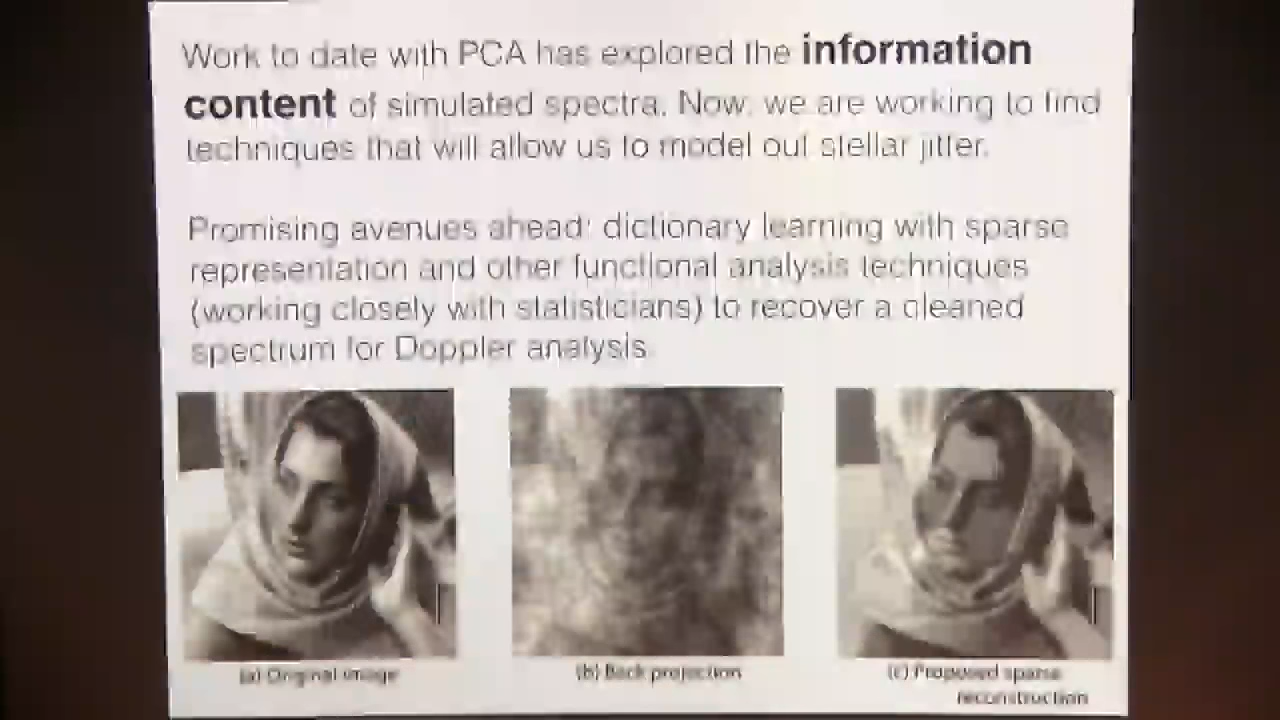 Work to date with PCA has explored the information
content of simulated spectra. Now, we are working to find
techniques that will allow us to model out stellar jitter.
Promising avenues ahead: dictionary learning with sparse
representation and other functional analysis techniques
(working closely with statisticians) to recover a cleaned
spectrum for Doppler analysis.
(a) Original image
(b) Back projection
(c) Proposed sparse
reconstruction